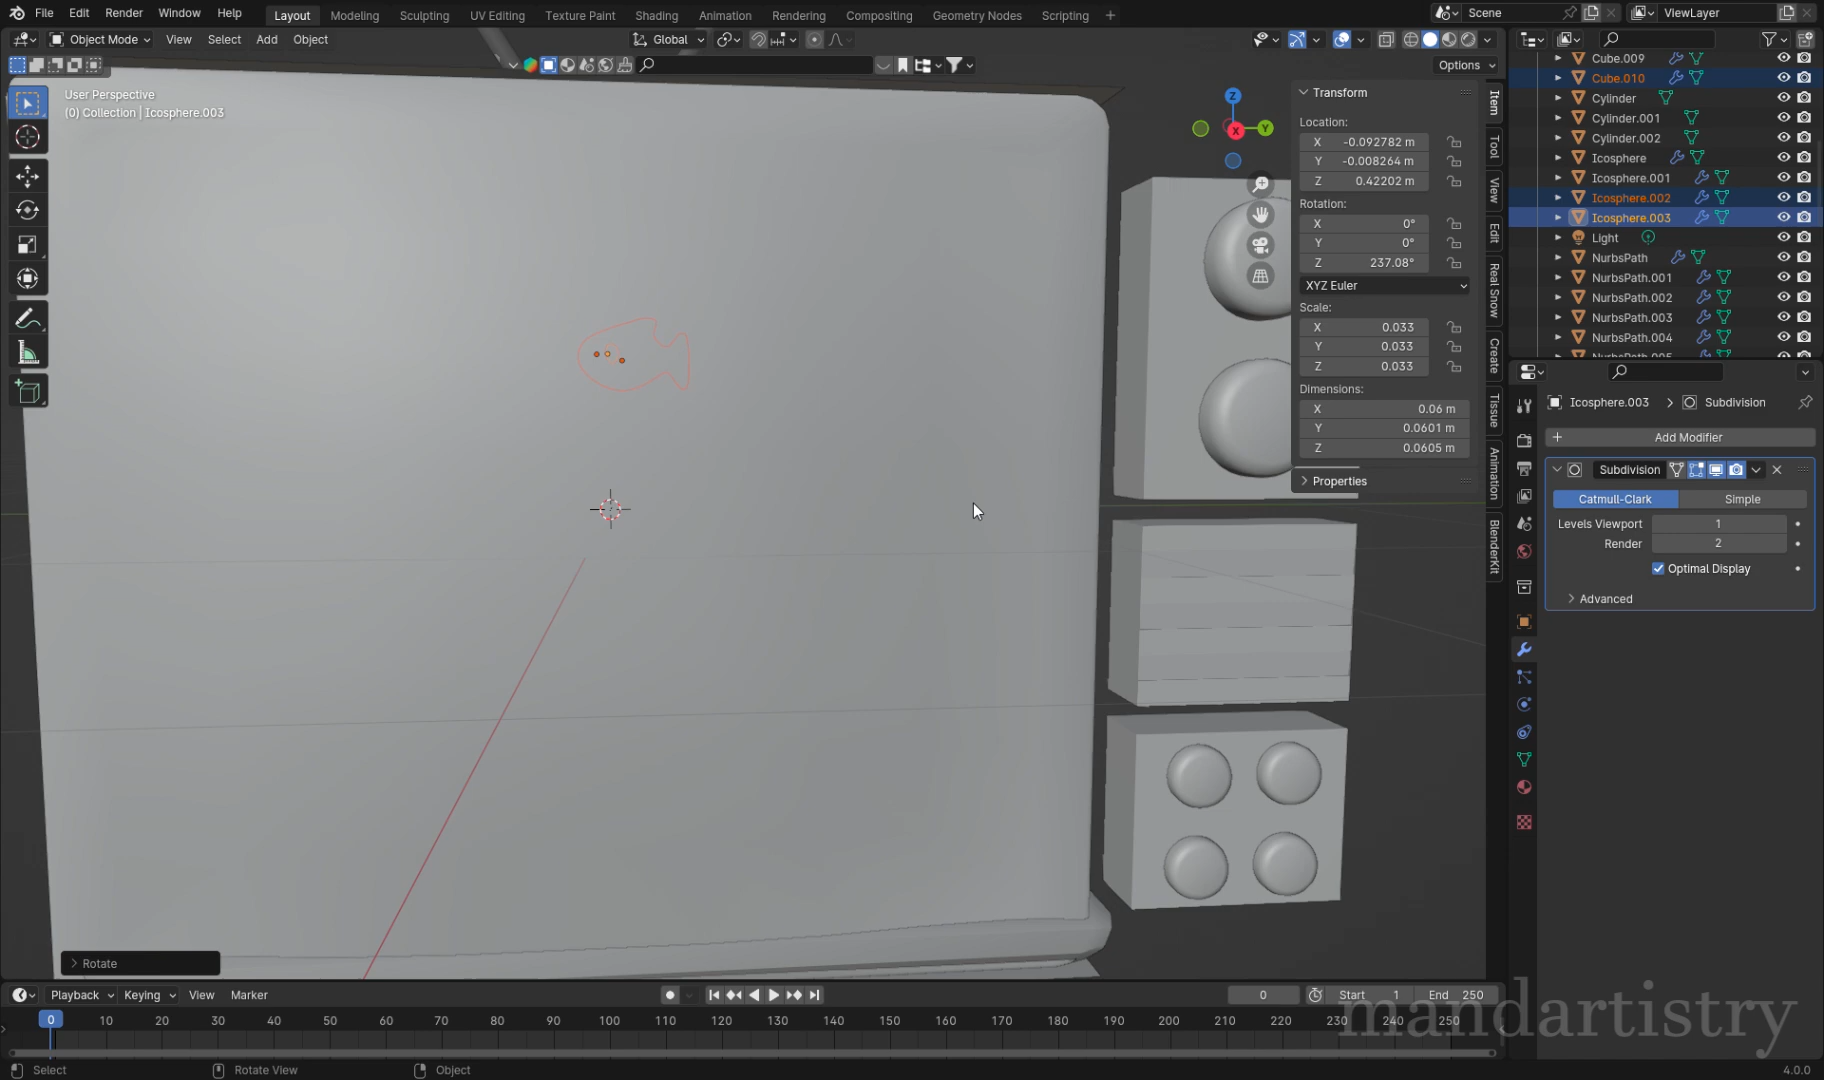 File Edit Render Window Help Layout Modeling Sculpting UV Editing Texture Paint Shading Animation Rendering Compositing Geometry Nodes Scripting + Scene ViewLayer
Object Mode View Select Add Object Global
Options
User Perspective
(0) Collection | Icosphere.003
Transform
Location:
X -0.092782 m
Y -0.008264 m
Z 0.42202 m
Rotation:
X 0°
Y 0°
Z 237.08°
XYZ Euler
Scale:
X 0.033
Y 0.033
Z 0.033
Dimensions:
X 0.06 m
Y 0.0601 m
Z 0.0605 m
Properties
Item
Tool
View
Edit
Real Snow
Create
Tissue
Animation
BlenderKit
Z
Y
X
Cube.009
Cube.010
Cylinder
Cylinder.001
Cylinder.002
Icosphere
Icosphere.001
Icosphere.002
Icosphere.003
Light
NurbsPath
NurbsPath.001
NurbsPath.002
NurbsPath.003
NurbsPath.004
NurbsPath.005
Icosphere.003 > Subdivision
+ Add Modifier
Subdivision
Catmull-Clark Simple
Levels Viewport 1
Render 2
Optimal Display
Advanced
Rotate
Playback Keying View Marker 0 Start 1 End 250
0 10 20 30 40 50 60 70 80 90 100 110 120 130 140 150 160 170 180 190 200 210 220 230 240 250
mandartistry
Select Rotate View Object 4.0.0